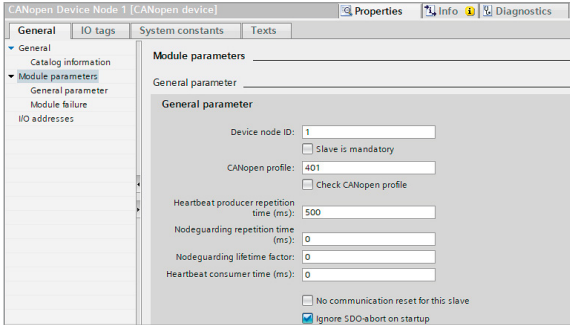 CANopen Device Node 1 [CANopen device]
Properties
Info
Diagnostics
General
IO tags
System constants
Texts
General
Catalog information
Module parameters
General parameter
Module failure
I/O addresses
Module parameters
General parameter
General parameter
Device node ID: 1
Slave is mandatory
CANopen profile: 401
Check CANopen profile
Heartbeat producer repetition
time (ms): 500
Nodeguarding repetition time
(ms): 0
Nodeguarding lifetime factor: 0
Heartbeat consumer time (ms): 0
No communication reset for this slave
Ignore SDO-abort on startup